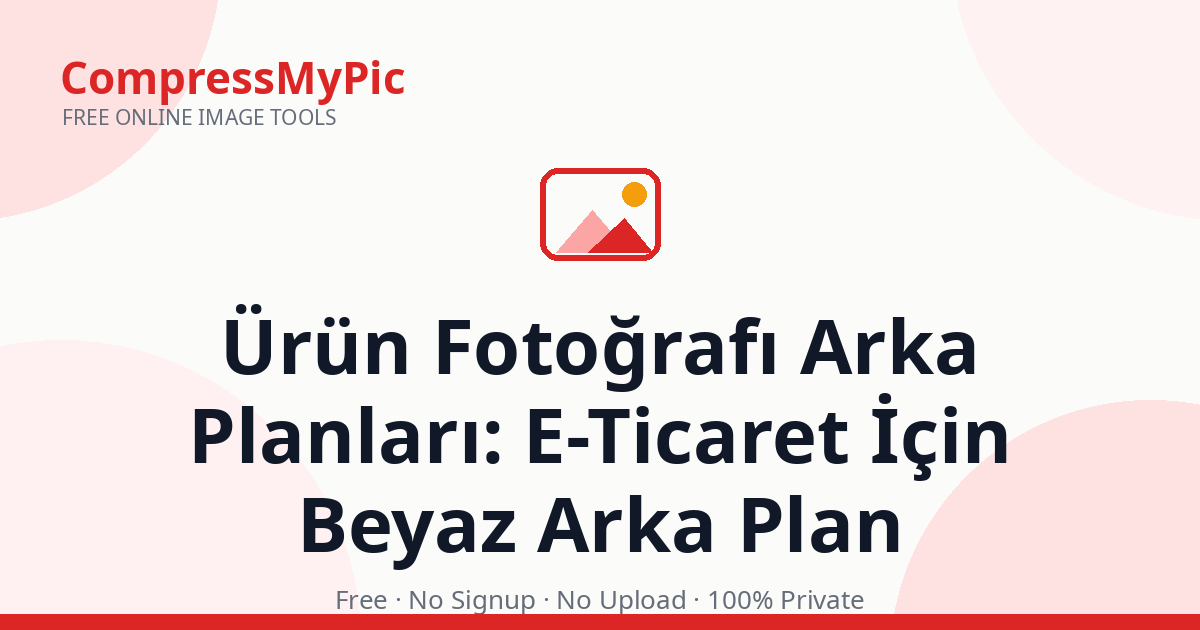 CompressMyPic
FREE ONLINE IMAGE TOOLS
Ürün Fotoğrafı Arka
Planları: E-Ticaret İçin
Beyaz Arka Plan
Free · No Signup · No Upload · 100% Private